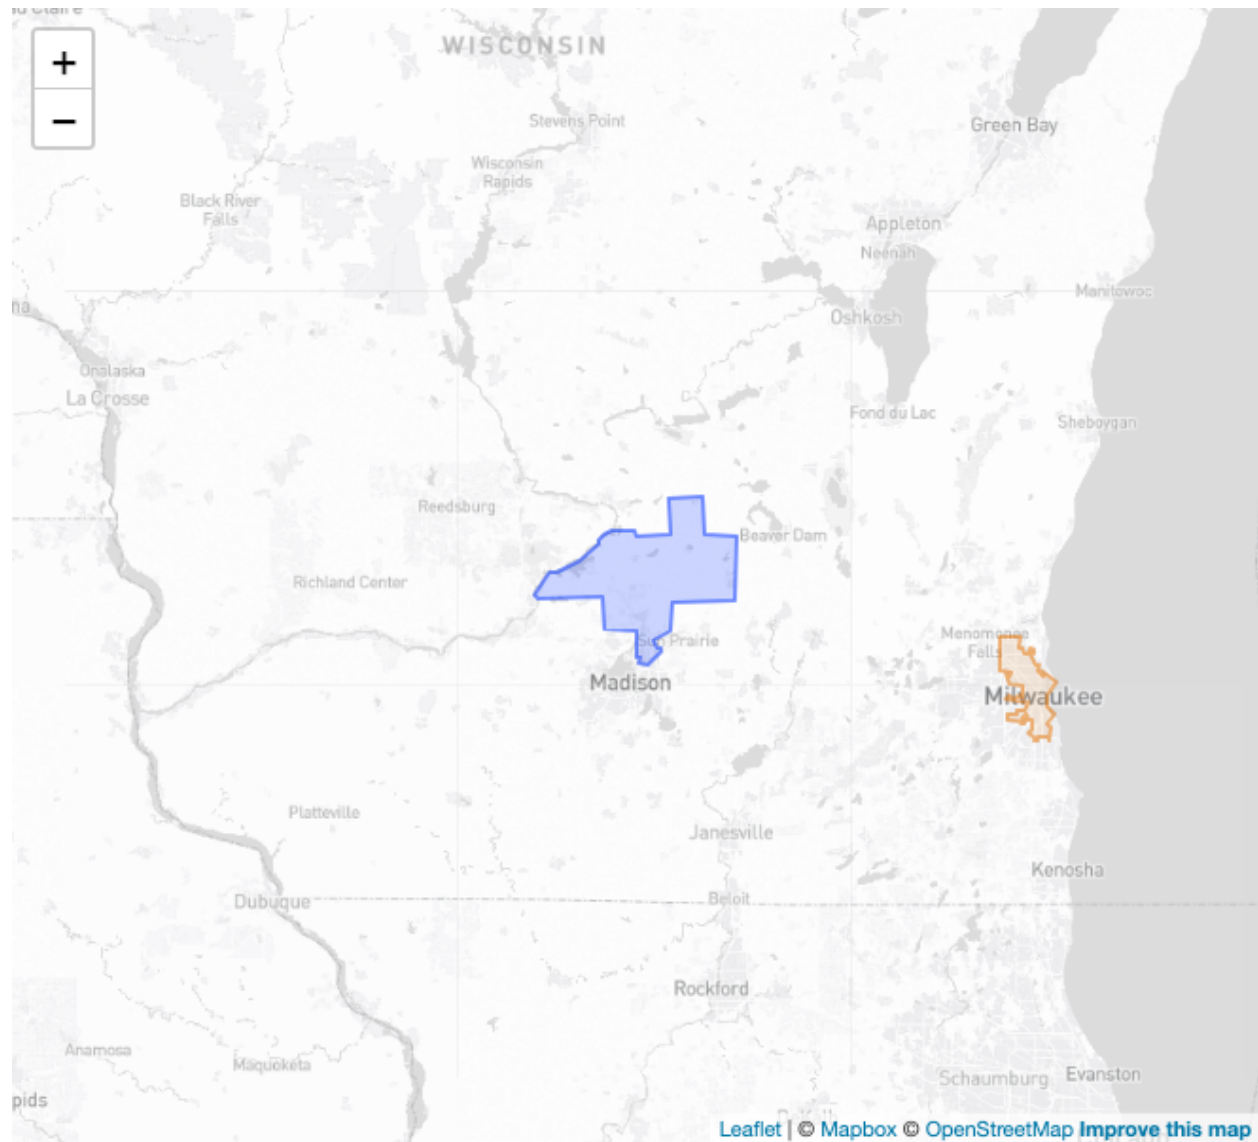 +
−
WISCONSIN
Stevens Point
Green Bay
Wisconsin
Rapids
Black River
Falls
Appleton
Neenah
Manitowoc
Oshkosh
Onalaska
La Crosse
Fond du Lac
Sheboygan
Reedsburg
Beaver Dam
Richland Center
Menomonee
Falls
Sun Prairie
Madison
Milwaukee
Platteville
Janesville
Kenosha
Dubuque
Beloit
Rockford
Anamosa
Maquoketa
Schaumburg
Evanston
pids
Leaflet | © Mapbox © OpenStreetMap Improve this map